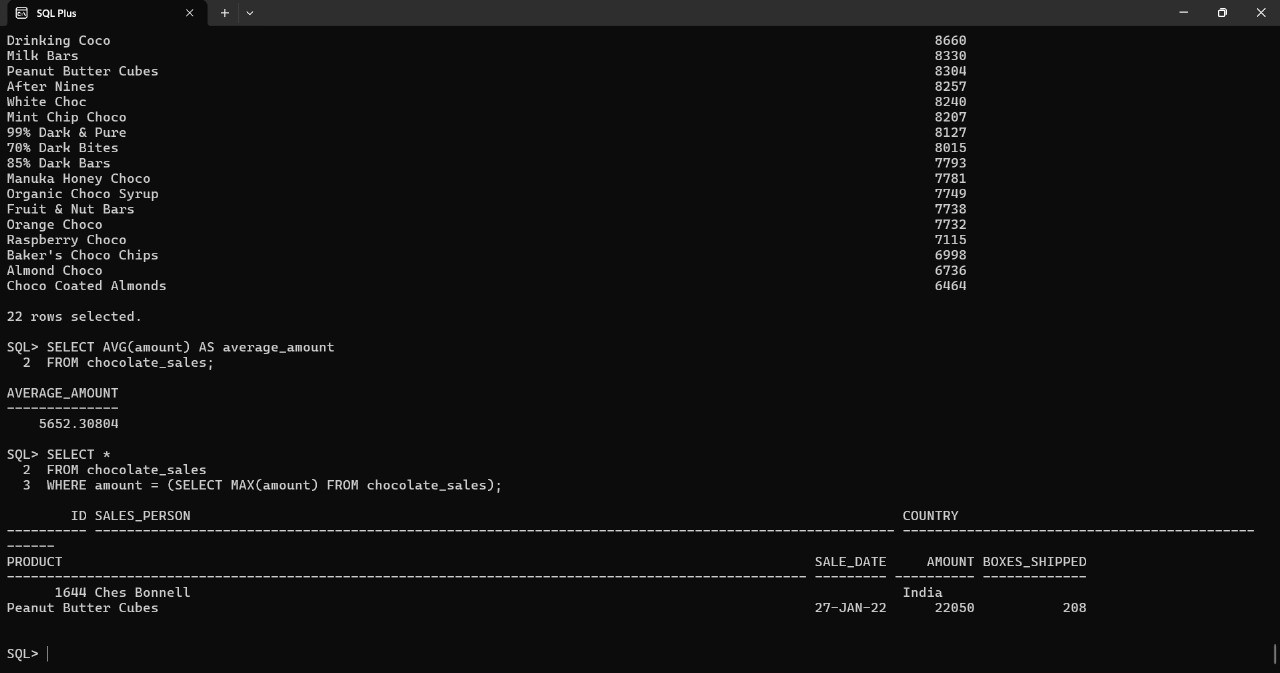 SQL Plus
Drinking Coco 8660
Milk Bars 8330
Peanut Butter Cubes 8304
After Nines 8257
White Choc 8240
Mint Chip Choco 8207
99% Dark & Pure 8127
70% Dark Bites 8015
85% Dark Bars 7793
Manuka Honey Choco 7781
Organic Choco Syrup 7749
Fruit & Nut Bars 7738
Orange Choco 7732
Raspberry Choco 7115
Baker's Choco Chips 6998
Almond Choco 6736
Choco Coated Almonds 6464
22 rows selected.
SQL> SELECT AVG(amount) AS average_amount
2 FROM chocolate_sales;
AVERAGE_AMOUNT
--------------
5652.30804
SQL> SELECT *
2 FROM chocolate_sales
3 WHERE amount = (SELECT MAX(amount) FROM chocolate_sales);
ID SALES_PERSON COUNTRY
---------- ---------------------------------------------------------------------------------------------------- --------------------------------------------
------
PRODUCT SALE_DATE AMOUNT BOXES_SHIPPED
---------------------------------------------------------------------------------------------------- --------- ---------- -------------
1644 Ches Bonnell India
Peanut Butter Cubes 27-JAN-22 22050 208
SQL>